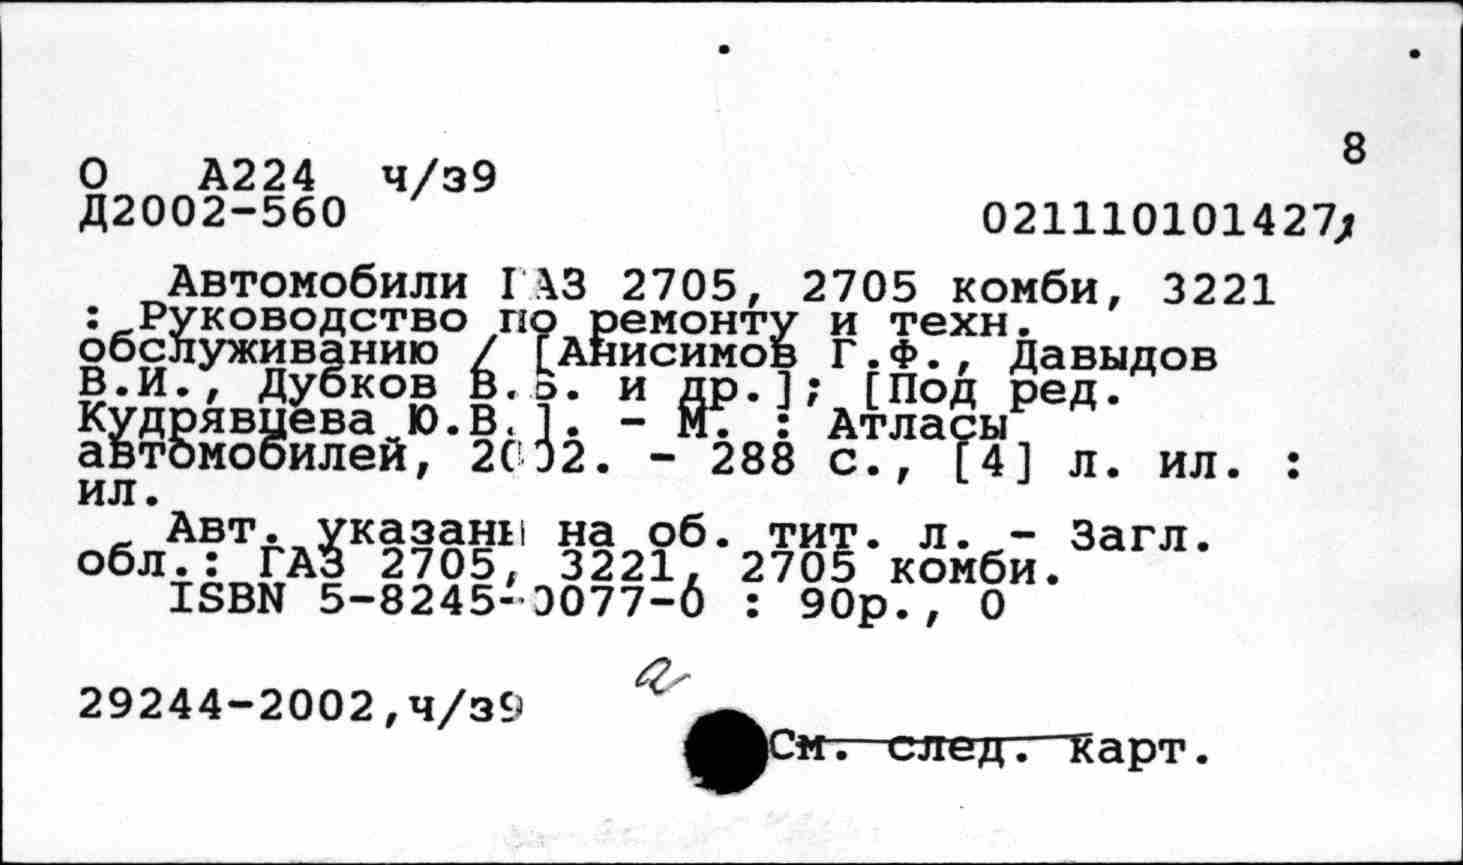 8
О А224 ч/з9
Д2002-560 021110101427
Автомобили ГАЗ 2705, 2705 комби, 3221
: Руководство по ремонту и техн.
обслуживанию / [Анисимов Г.Ф., Давыдов
В.И., Дубков В.В. и др.]; [Под ред.
Кудрявцева Ю.В.]. - М. : Атласы
автомобилей, 2002. - 288 с., [4] л. ил. :
ил.
Авт. указаны на об. тит. л. - Загл.
обл.: ГАЗ 2705, 3221, 2705 комби.
ISBN 5-8245-0077-6 : 90р., 0
а
29244-2002,ч/з9
См. след. карт.